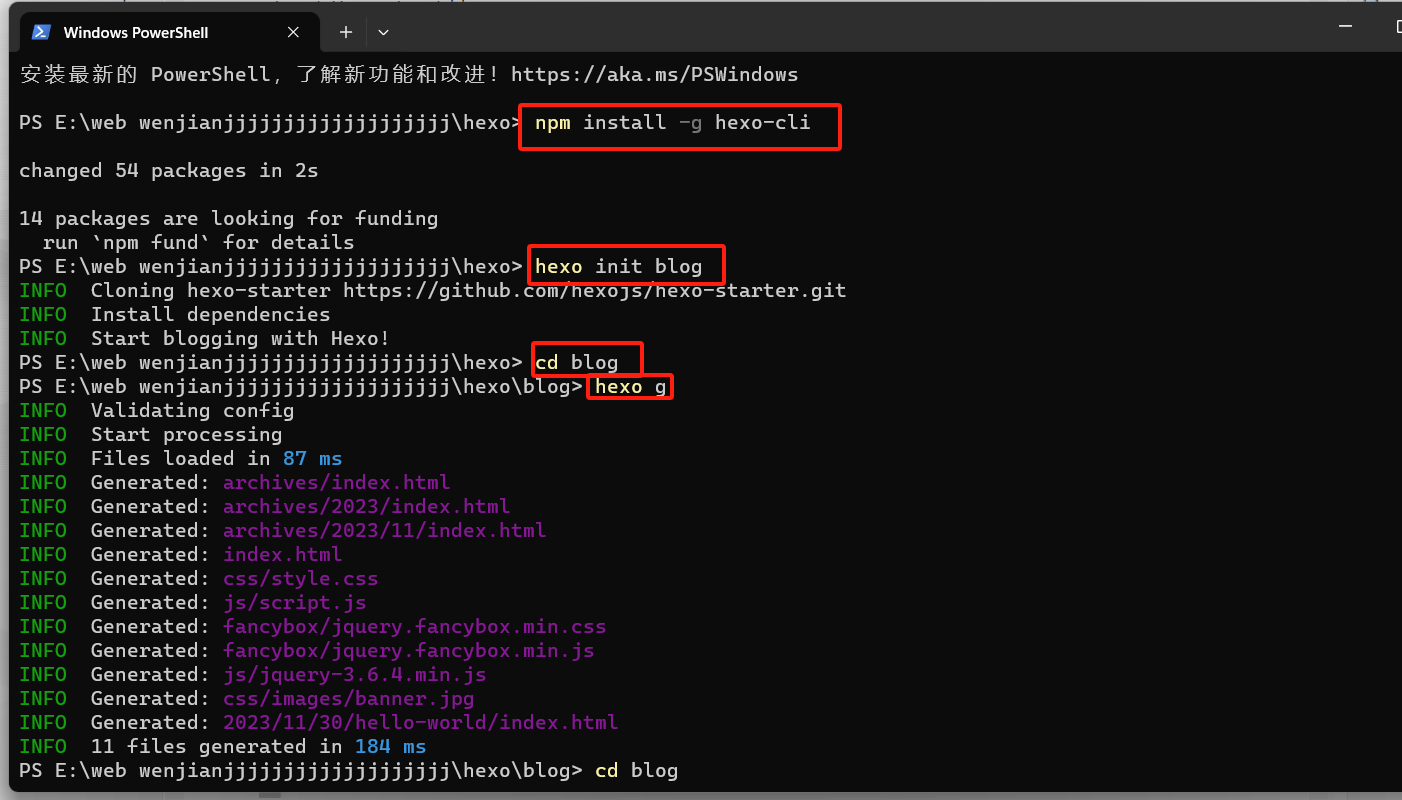 Windows PowerShell
安装最新的 PowerShell，了解新功能和改进！https://aka.ms/PSWindows
PS E:\web wenjianjjjjjjjjjjjjjjjjjjj\hexo> npm install -g hexo-cli
changed 54 packages in 2s
14 packages are looking for funding
run `npm fund` for details
PS E:\web wenjianjjjjjjjjjjjjjjjjjjj\hexo> hexo init blog
INFO  Cloning hexo-starter https://github.com/hexojs/hexo-starter.git
INFO  Install dependencies
INFO  Start blogging with Hexo!
PS E:\web wenjianjjjjjjjjjjjjjjjjjjj\hexo> cd blog
PS E:\web wenjianjjjjjjjjjjjjjjjjjjj\hexo\blog> hexo g
INFO  Validating config
INFO  Start processing
INFO  Files loaded in 87 ms
INFO  Generated: archives/index.html
INFO  Generated: archives/2023/index.html
INFO  Generated: archives/2023/11/index.html
INFO  Generated: index.html
INFO  Generated: css/style.css
INFO  Generated: js/script.js
INFO  Generated: fancybox/jquery.fancybox.min.css
INFO  Generated: fancybox/jquery.fancybox.min.js
INFO  Generated: js/jquery-3.6.4.min.js
INFO  Generated: css/images/banner.jpg
INFO  Generated: 2023/11/30/hello-world/index.html
INFO  11 files generated in 184 ms
PS E:\web wenjianjjjjjjjjjjjjjjjjjjj\hexo\blog> cd blog